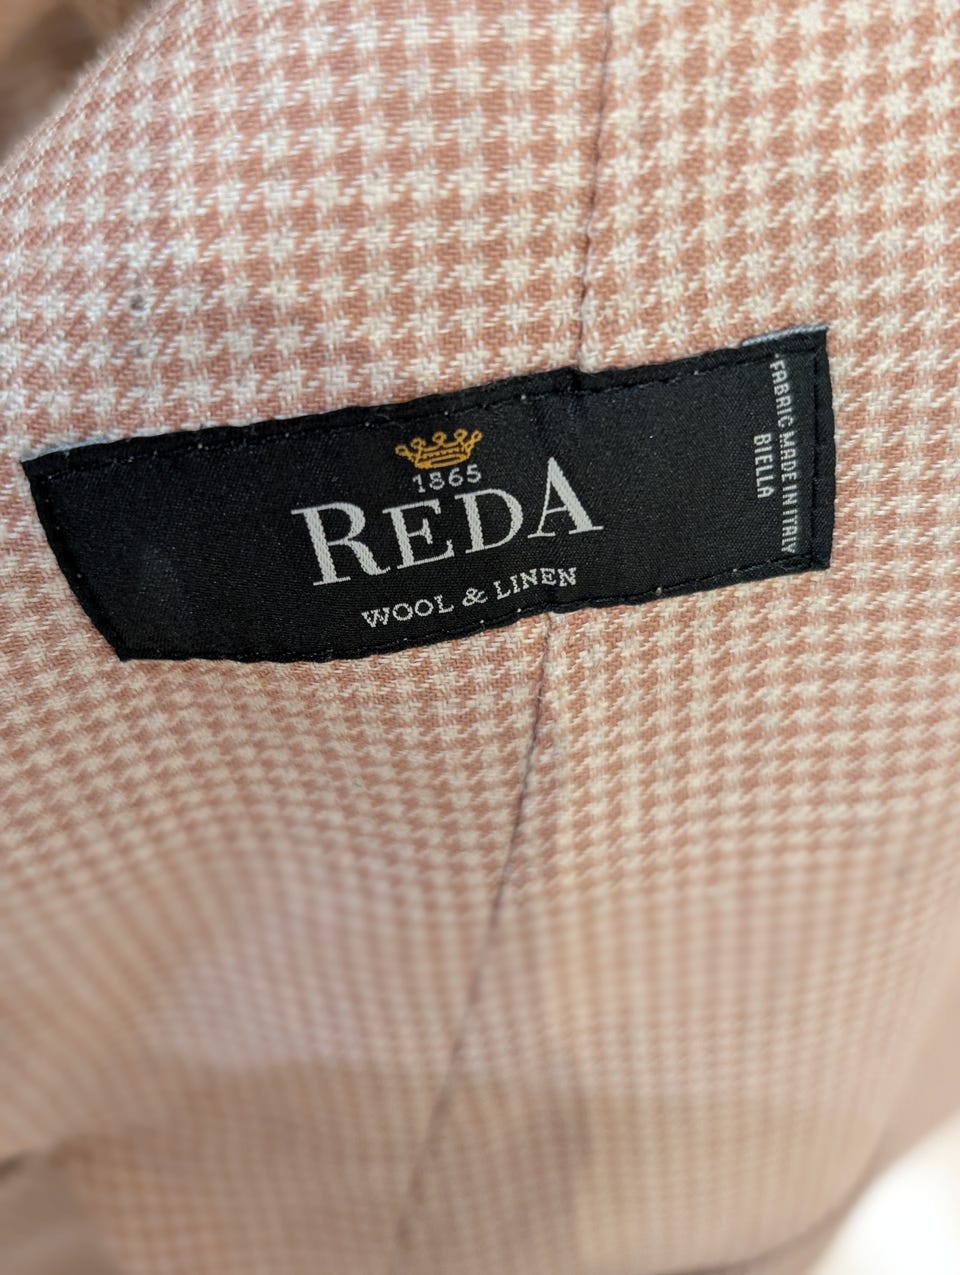 1865
REDA
WOOL & LINEN
FABRIC MADE IN ITALY
BIELLA